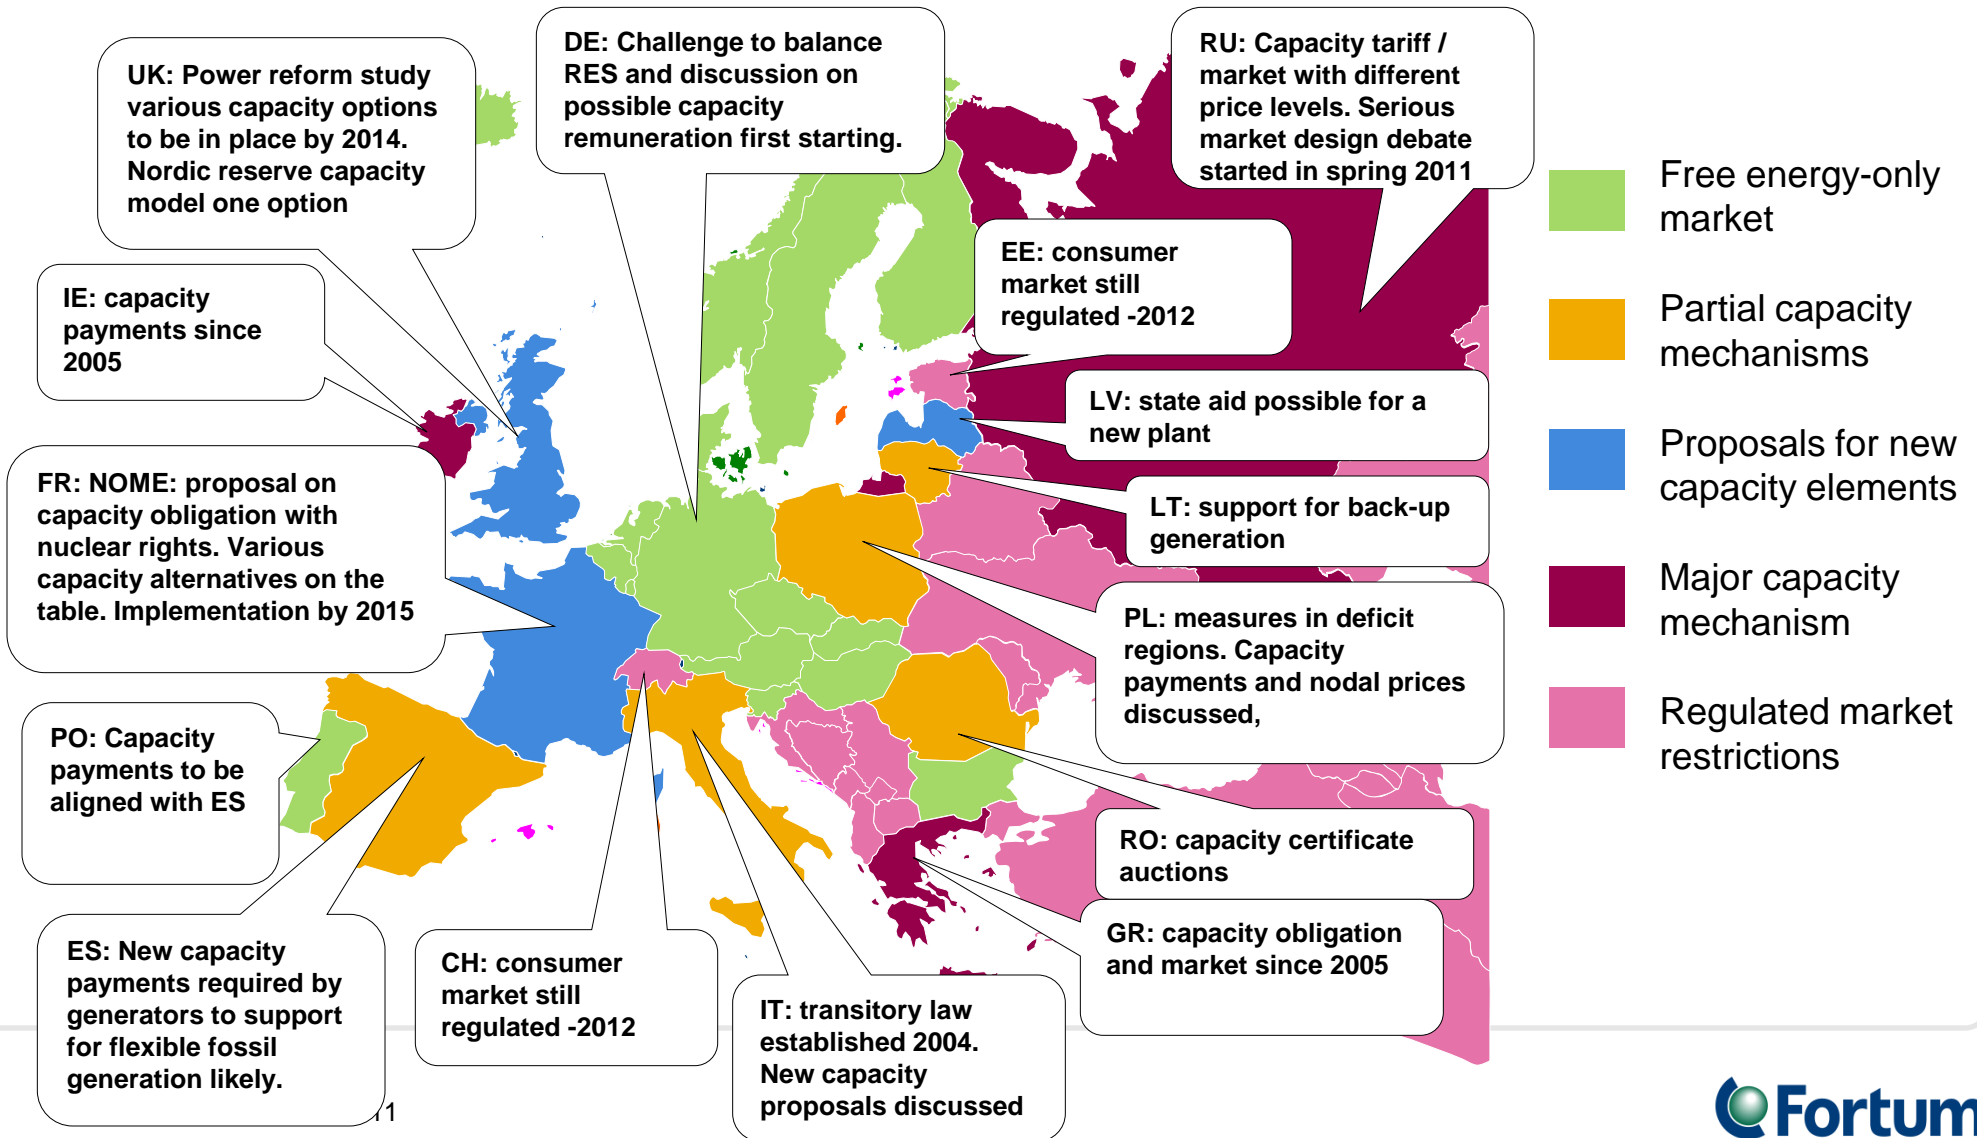 UK: Power reform study
various capacity options
to be in place by 2014.
Nordic reserve capacity
model one option
DE: Challenge to balance
RES and discussion on
possible capacity
remuneration first starting.
RU: Capacity tariff /
market with different
price levels. Serious
market design debate
started in spring 2011
IE: capacity
payments since
2005
EE: consumer
market still
regulated -2012
LV: state aid possible for a
new plant
FR: NOME: proposal on
capacity obligation with
nuclear rights. Various
capacity alternatives on the
table. Implementation by 2015
LT: support for back-up
generation
PL: measures in deficit
regions. Capacity
payments and nodal prices
discussed,
PO: Capacity
payments to be
aligned with ES
RO: capacity certificate
auctions
GR: capacity obligation
and market since 2005
ES: New capacity
payments required by
generators to support
for flexible fossil
generation likely.
CH: consumer
market still
regulated -2012
IT: transitory law
established 2004.
New capacity
proposals discussed
Free energy-only
market
Partial capacity
mechanisms
Proposals for new
capacity elements
Major capacity
mechanism
Regulated market
restrictions
11
Fortum